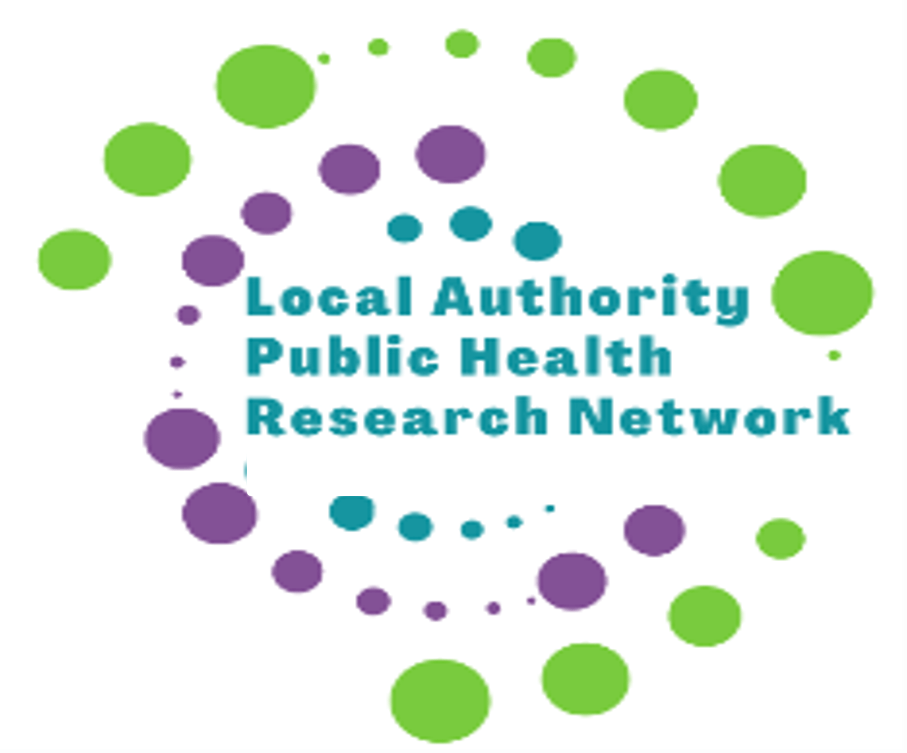 Local Authority
Public Health
Research Network